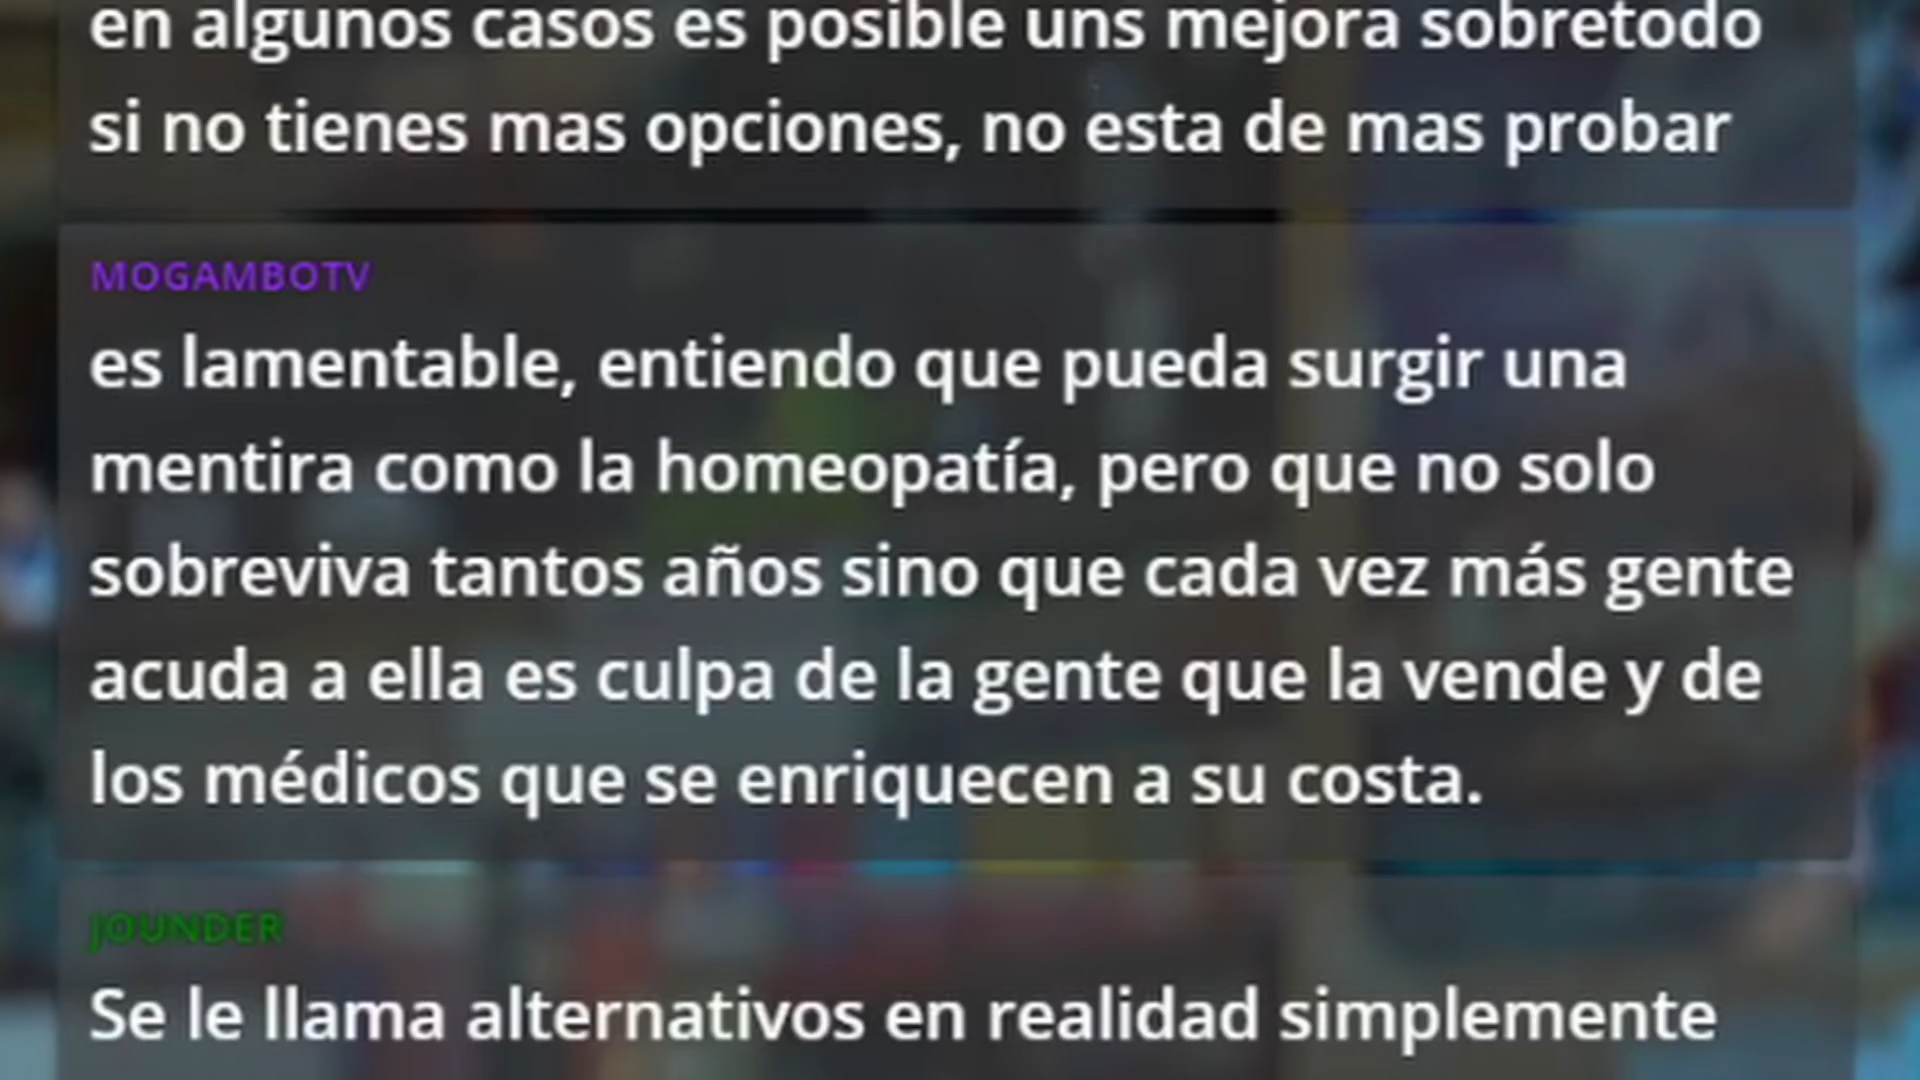 en algunos casos es posible uns mejora sobretodo
si no tienes mas opciones, no esta de mas probar
MOGAMBOTV
es lamentable, entiendo que pueda surgir una
mentira como la homeopatía, pero que no solo
sobreviva tantos años sino que cada vez más gente
acuda a ella es culpa de la gente que la vende y de
los médicos que se enriquecen a su costa.
JOUNDER
Se le llama alternativos en realidad simplemente